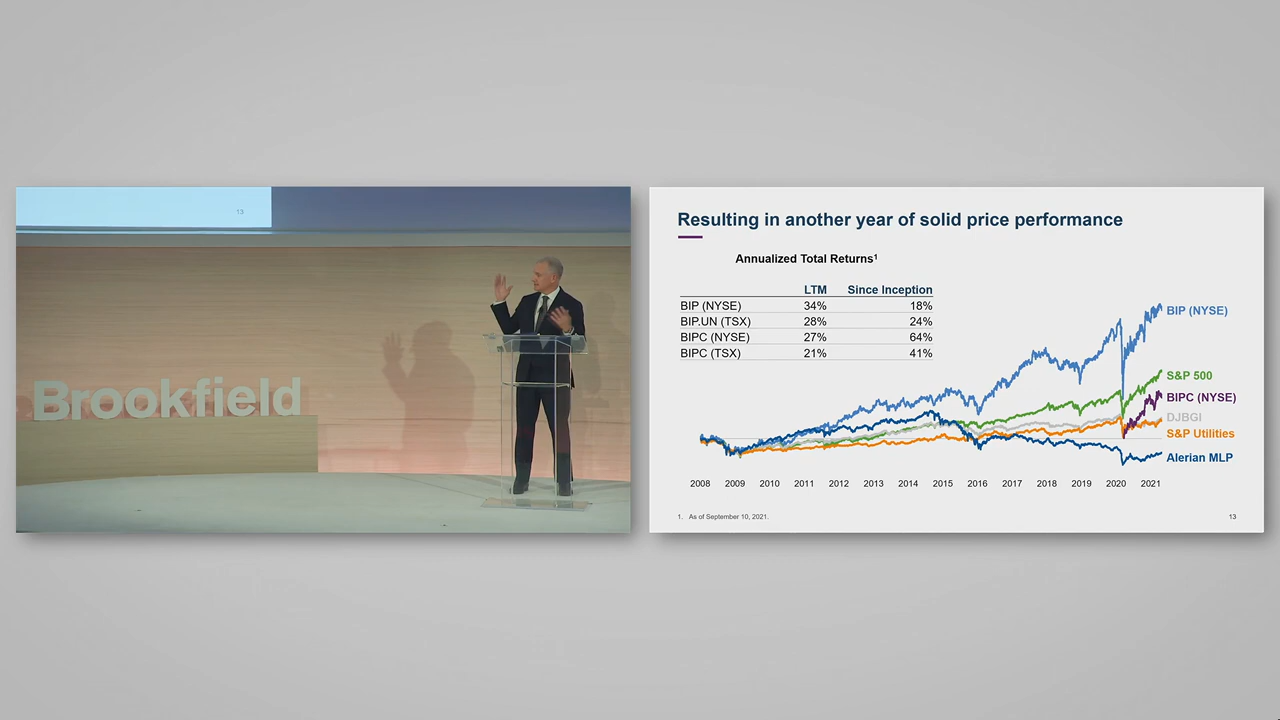 13
Brookfield
Resulting in another year of solid price performance
Annualized Total Returns¹
LTM Since Inception
BIP (NYSE) 34% 18%
BIP.UN (TSX) 28% 24%
BIPC (NYSE) 27% 64%
BIPC (TSX) 21% 41%
BIP (NYSE)
S&P 500
BIPC (NYSE)
DJBGI
S&P Utilities
Alerian MLP
2008 2009 2010 2011 2012 2013 2014 2015 2016 2017 2018 2019 2020 2021
1. As of September 10, 2021.
13